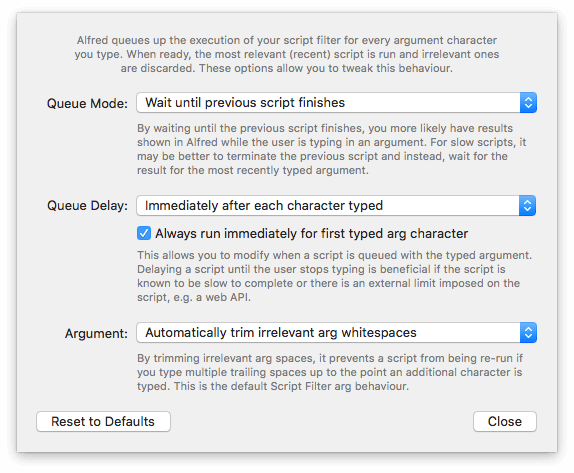 Alfred queues up the execution of your script filter for every argument character
you type. When ready, the most relevant (recent) script is run and irrelevant ones
are discarded. These options allow you to tweak this behaviour.
Queue Mode: Wait until previous script finishes
By waiting until the previous script finishes, you more likely have results
shown in Alfred while the user is typing in an argument. For slow scripts, it
may be better to terminate the previous script and instead, wait for the
result for the most recently typed argument.
Queue Delay: Immediately after each character typed
Always run immediately for first typed arg character
This allows you to modify when a script is queued with the typed argument.
Delaying a script until the user stops typing is beneficial if the script is
known to be slow to complete or there is an external limit imposed on the
script, e.g. a web API.
Argument: Automatically trim irrelevant arg whitespaces
By trimming irrelevant arg spaces, it prevents a script from being re-run if
you type multiple trailing spaces up to the point an additional character is
typed. This is the default Script Filter arg behaviour.
Reset to Defaults Close